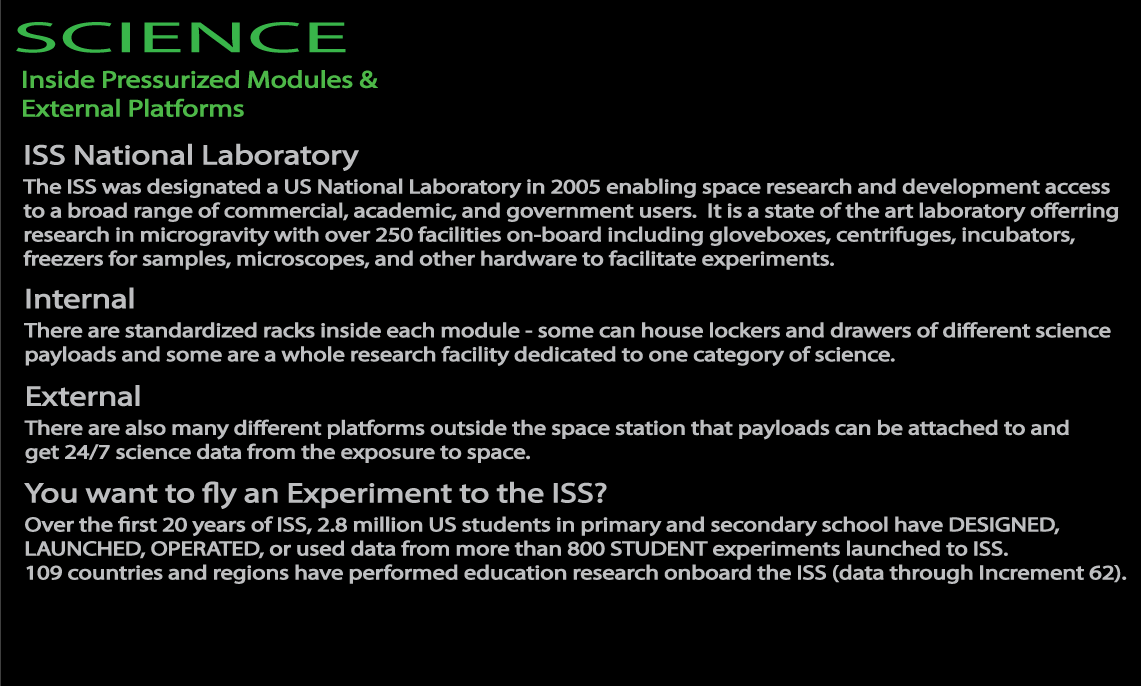 SCIENCE
Inside Pressurized Modules &
External Platforms
ISS National Laboratory
The ISS was designated a US National Laboratory in 2005 enabling space research and development access
to a broad range of commercial, academic, and government users.  It is a state of the art laboratory offerring
research in microgravity with over 250 facilities on-board including gloveboxes, centrifuges, incubators,
freezers for samples, microscopes, and other hardware to facilitate experiments.
Internal
There are standardized racks inside each module - some can house lockers and drawers of different science
payloads and some are a whole research facility dedicated to one category of science.
External
There are also many different platforms outside the space station that payloads can be attached to and
get 24/7 science data from the exposure to space.
You want to fly an Experiment to the ISS?
Over the first 20 years of ISS, 2.8 million US students in primary and secondary school have DESIGNED,
LAUNCHED, OPERATED, or used data from more than 800 STUDENT experiments launched to ISS.
109 countries and regions have performed education research onboard the ISS (data through Increment 62).